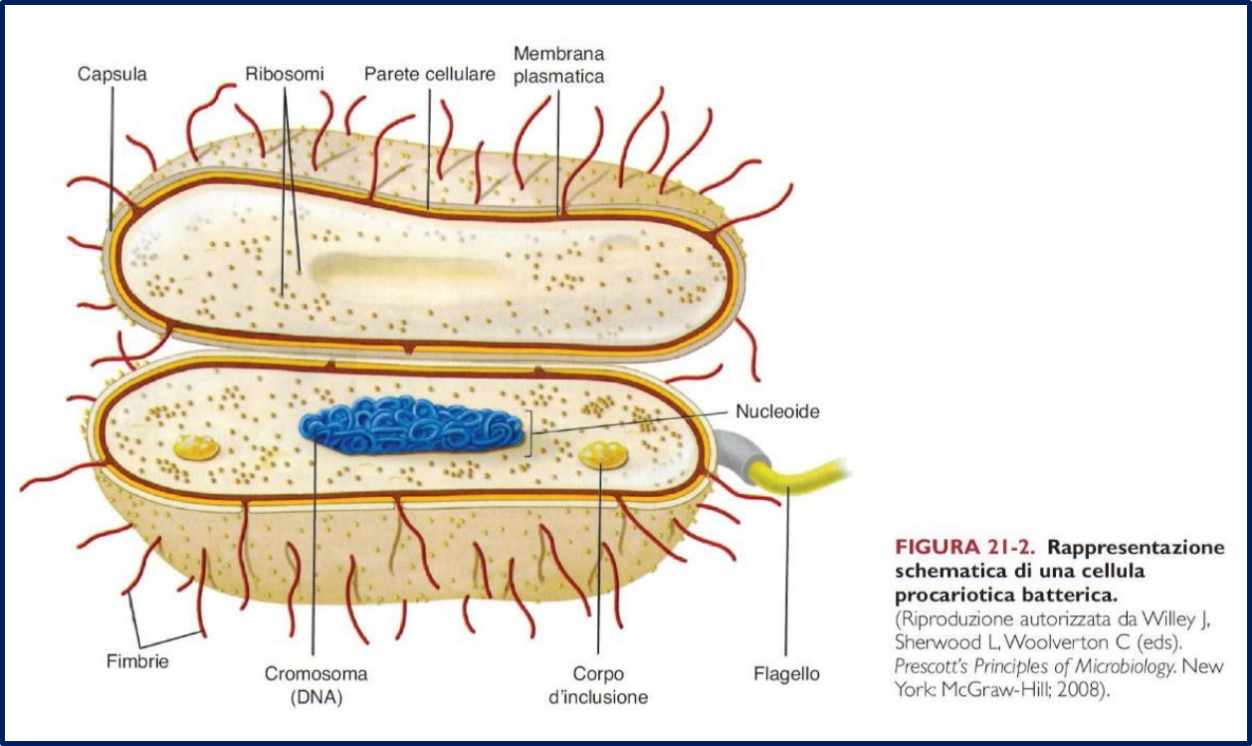 Capsula
Ribosomi
Parete cellulare
Membrana
plasmatica
Nucleoide
Fimbrie
Cromosoma
(DNA)
Corpo
d'inclusione
Flagello
FIGURA 21-2. Rappresentazione
schematica di una cellula
procariotica batterica.
(Riproduzione autorizzata da Willey J,
Sherwood L, Woolverton C (eds).
Prescott's Principles of Microbiology. New
York: McGraw-Hill; 2008).